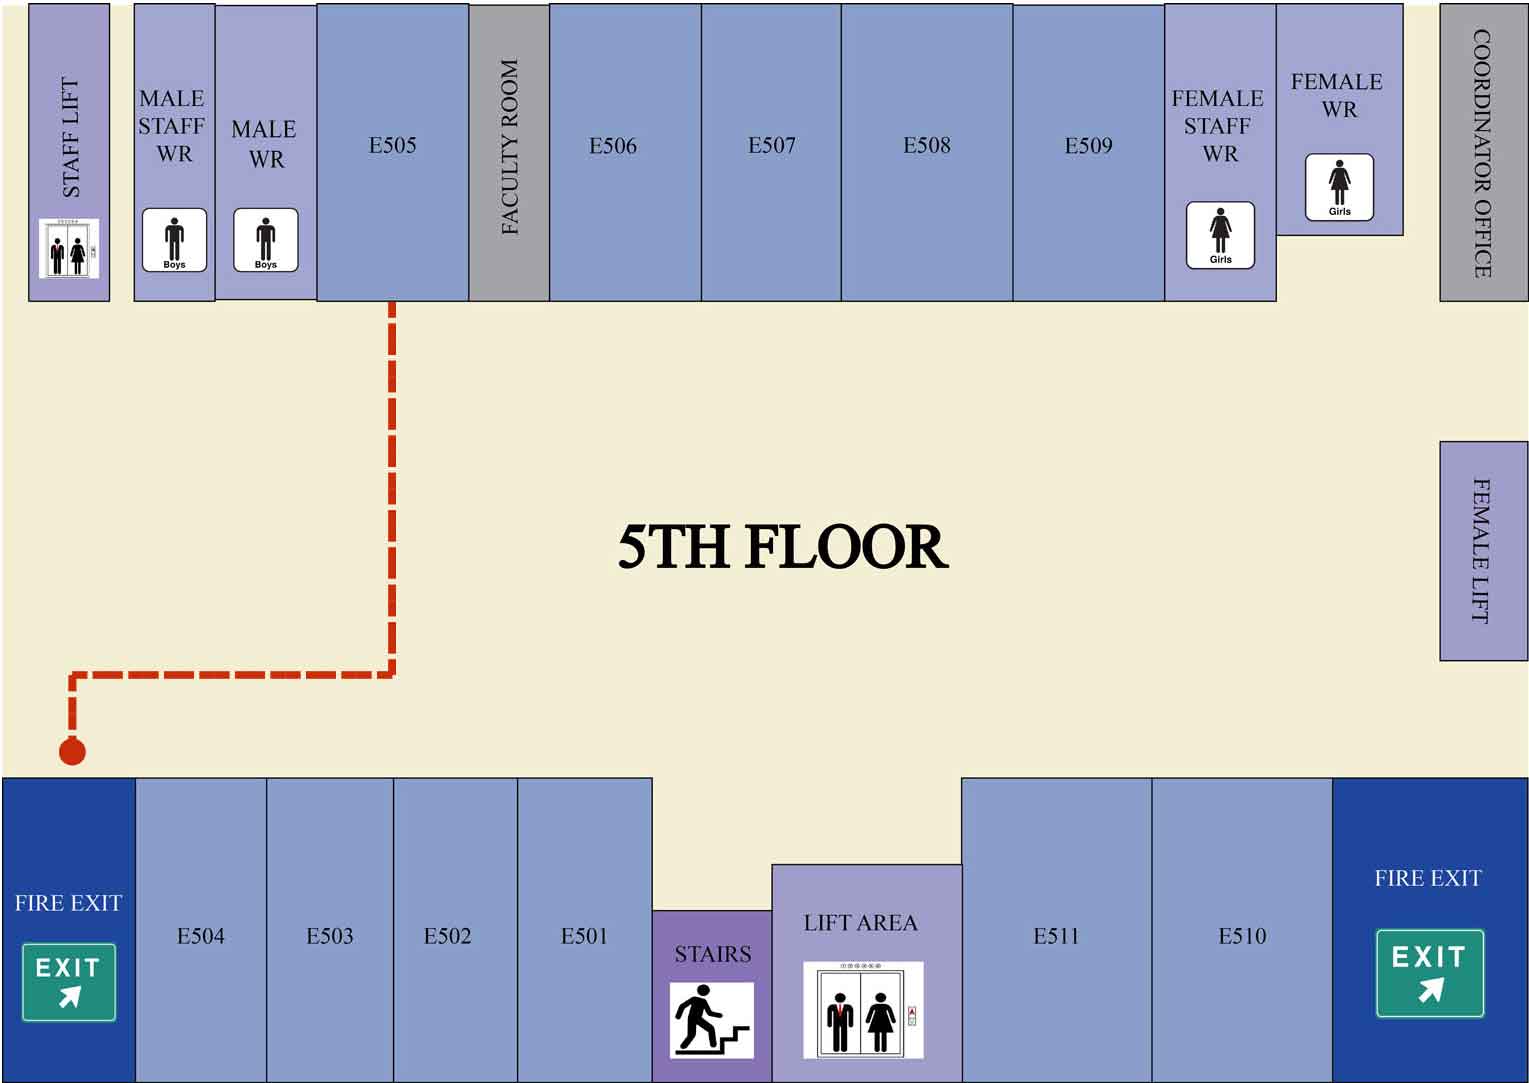 STAFF LIFT
MALE
STAFF
WR
Boys
MALE
WR
Boys
E505
FACULTY ROOM
E506
E507
E508
E509
FEMALE
STAFF
WR
Girls
FEMALE
WR
Girls
COORDINATOR OFFICE
5TH FLOOR
FEMALE LIFT
FIRE EXIT
EXIT
E504
E503
E502
E501
STAIRS
LIFT AREA
E511
E510
FIRE EXIT
EXIT